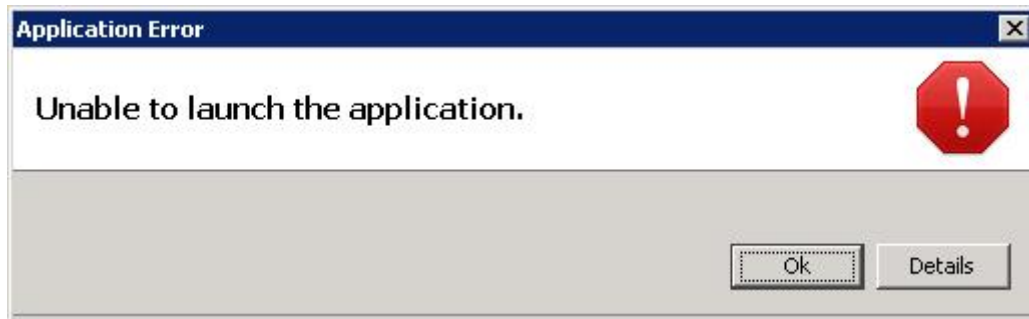 Application Error
Unable to launch the application.
Ok
Details